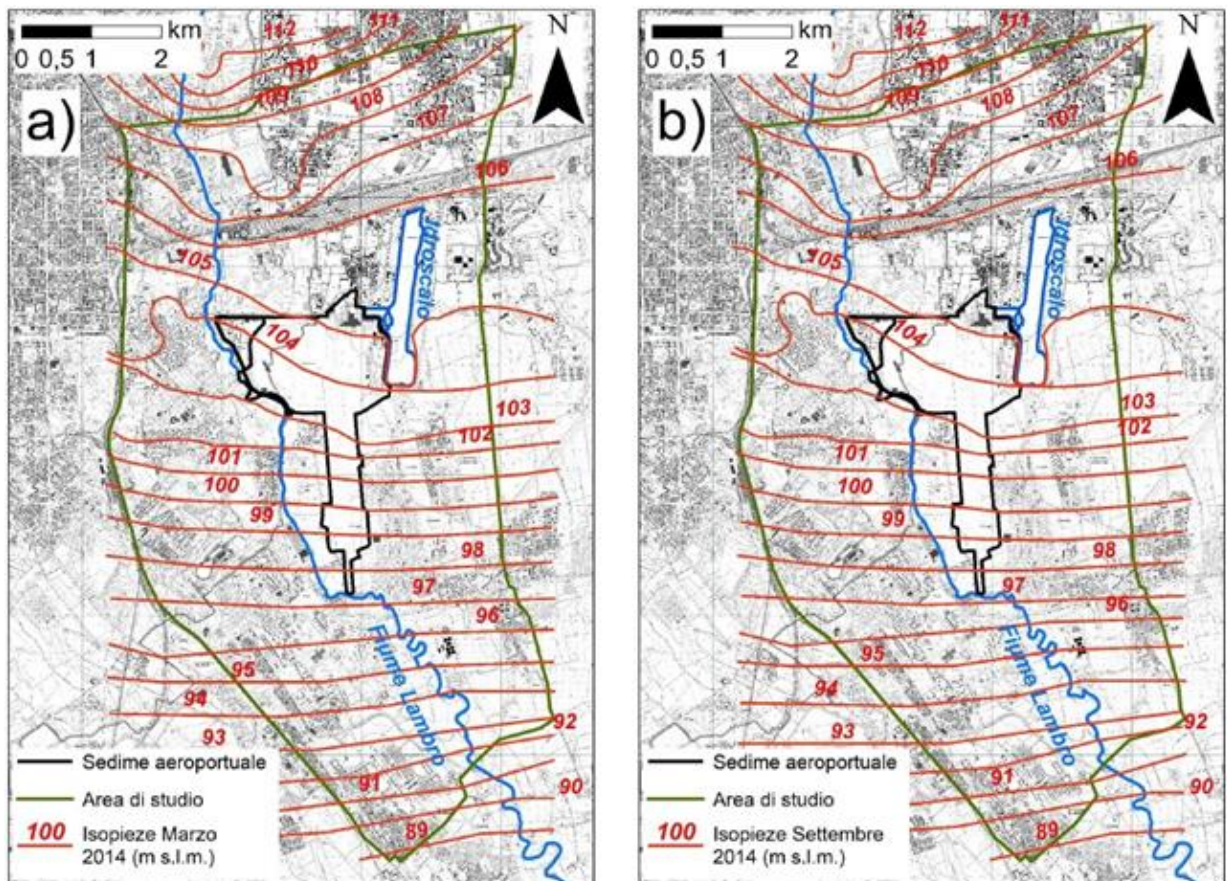 km
0 0,5 1 2
N
a)
112
111
110
109
108
107
106
105
Idroscalo
104
103
102
101
100
99
98
97
96
95
94
93
92
91
90
89
Fiume Lambro
Sedime aeroportuale
Area di studio
100 Isopieze Marzo
2014 (m s.l.m.)
km
0 0,5 1 2
N
b)
112
111
110
109
108
107
106
105
Idroscalo
104
103
102
101
100
99
98
97
96
95
94
93
92
91
90
89
Fiume Lambro
Sedime aeroportuale
Area di studio
100 Isopieze Settembre
2014 (m s.l.m.)